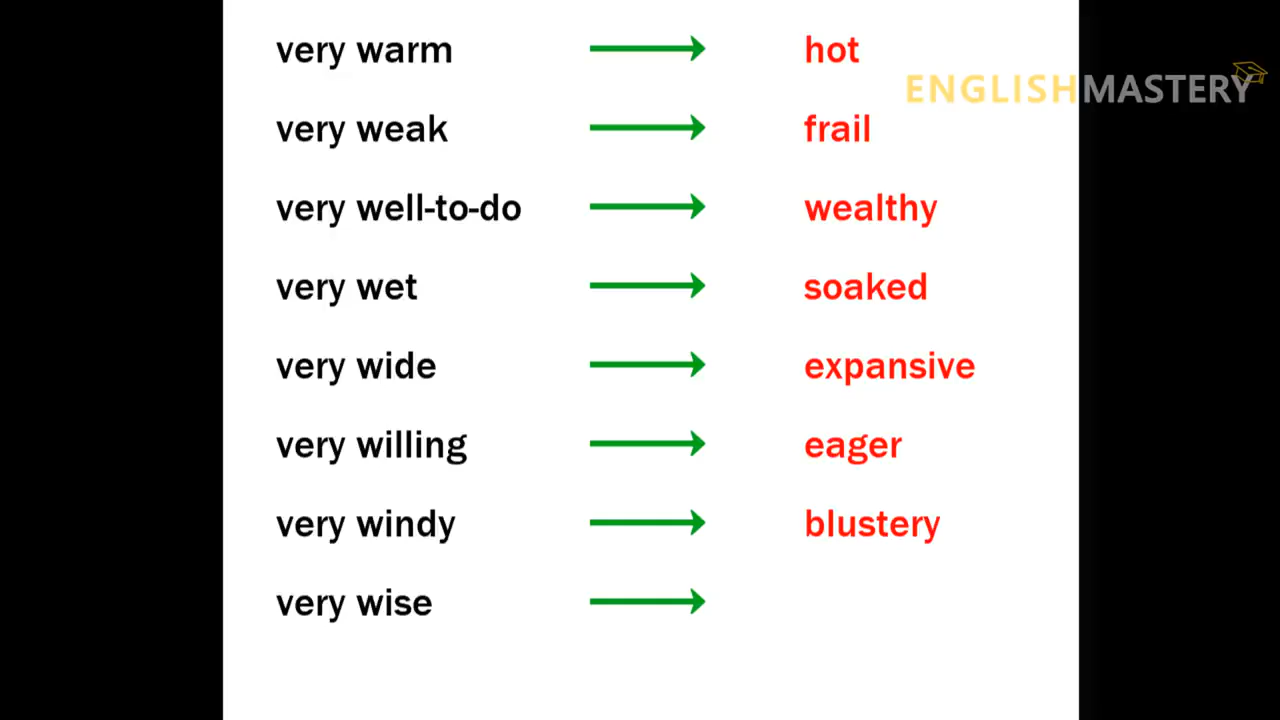 very warm → hot
ENGLISHMASTERY
very weak → frail
very well-to-do → wealthy
very wet → soaked
very wide → expansive
very willing → eager
very windy → blustery
very wise →